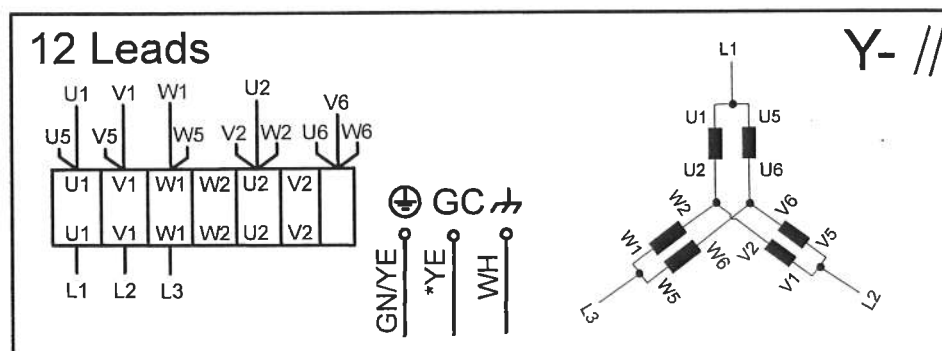 12 Leads
Y- //
U1 V1 W1 U2 V6
U5 V5 W5 V2 W2 U6 W6
U1 V1 W1 W2 U2 V2
U1 V1 W1 W2 U2 V2
L1 L2 L3
GC
GN/YE *YE WH
L1
U1 U5
U2 U6
W2 V6
W1 W6 V2 V5
W5 V1
L3 L2